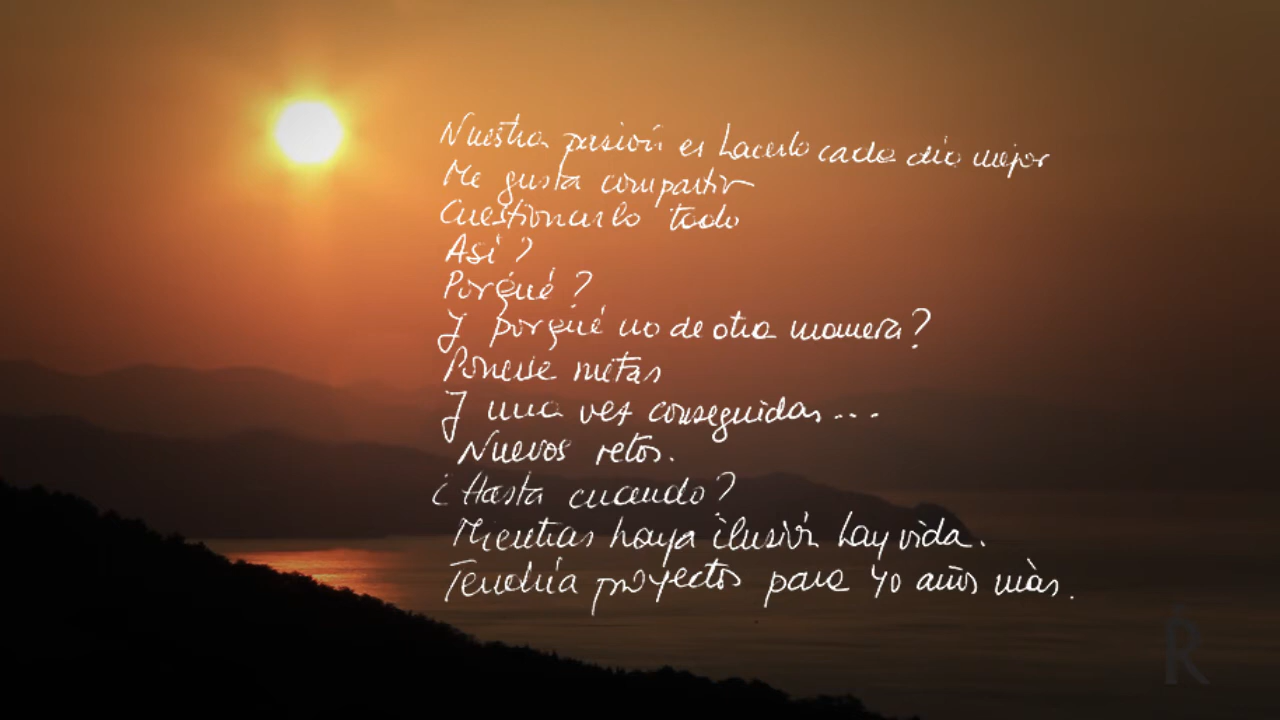 Nuestra pasión es hacerlo cada día mejor
Me gusta compartir
Cuestionarlo todo
Así ?
Porqué ?
Y porqué no de otra manera?
Ponerse metas
Y una vez conseguidas...
Nuevos retos.
¿Hasta cuando?
Mientras haya ilusión hay vida.
Tendría proyectos para 40 años màs.
R